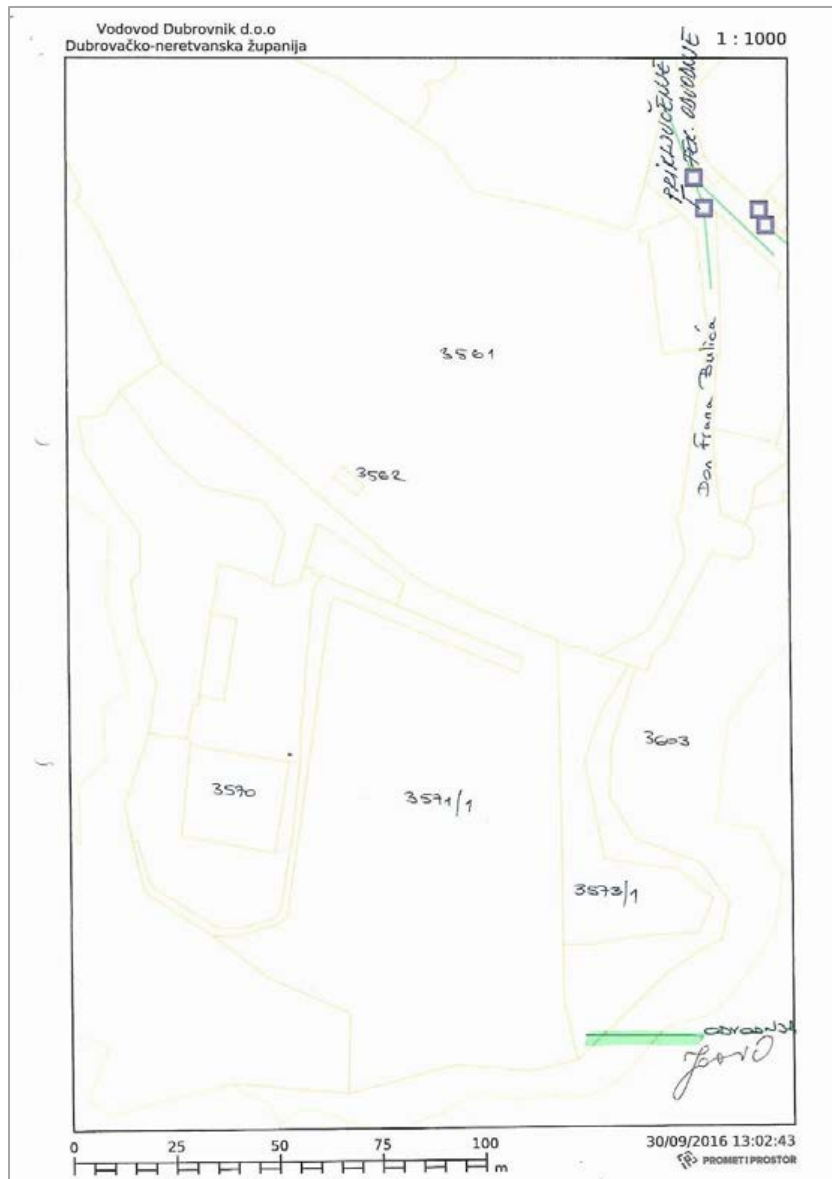 Vodovod Dubrovnik d.o.o
Dubrovačko-neretvanska županija
1 : 1000
PRIKLJUČENJE
FEK. ODVODNJE
3561
Don Frana Bulića
3562
3603
3570
3571/1
3573/1
ODVODNJA
0 25 50 75 100
m
30/09/2016 13:02:43
PROMET I PROSTOR